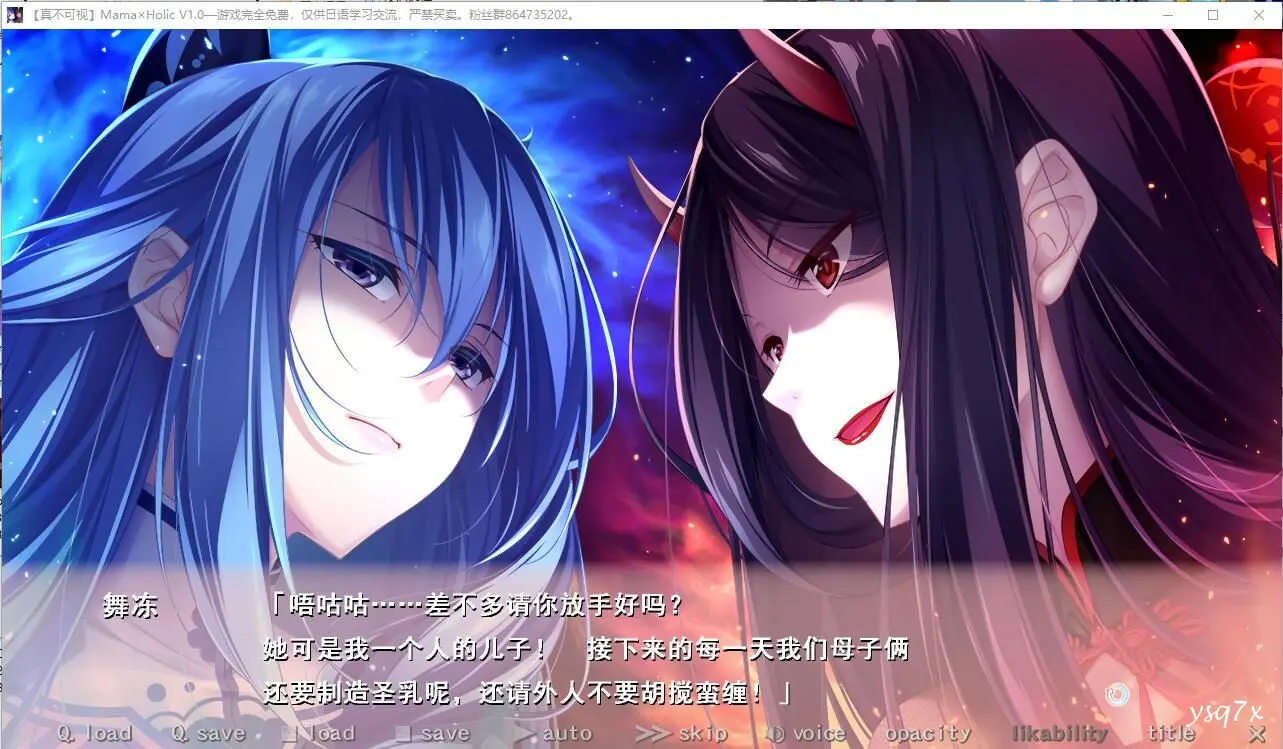 【真不可视】Mama×Holic V1.0—游戏完全免费，仅供日语学习交流，严禁买卖。粉丝群864735202。
舞冻 「唔咕咕……差不多请你放手好吗？
她可是我一个人的儿子！ 接下来的每一天我们母子俩
还要制造圣乳呢，还请外人不要胡搅蛮缠！」
ysq7x
Q. load Q. save load save auto skip voice opacity likability title